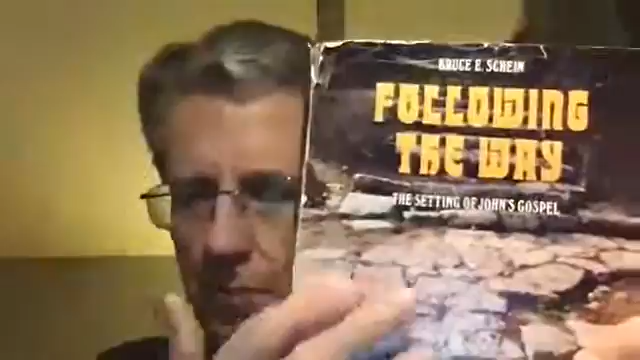 BRUCE E. SCHEIN
FOLLOWING
THE WAY
THE SETTING OF JOHN'S GOSPEL